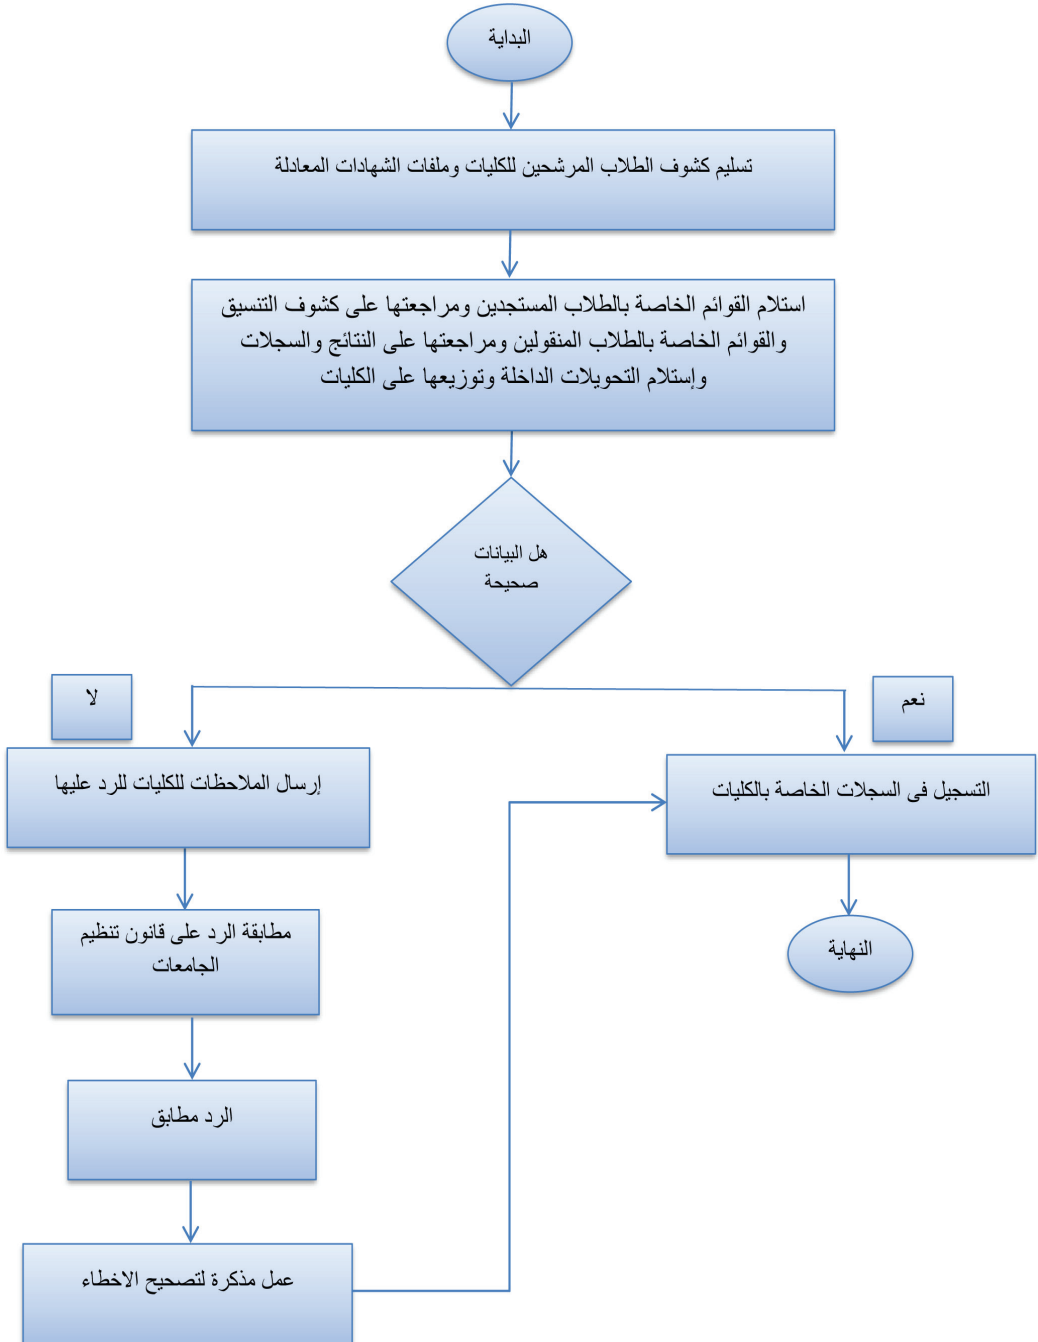 البداية
تسليم كشوف الطلاب المرشحين للكليات وملفات الشهادات المعادلة
استلام القوائم الخاصة بالطلاب المستجدين ومراجعتها على كشوف التنسيق
والقوائم الخاصة بالطلاب المنقولين ومراجعتها على النتائج والسجلات
وإستلام التحويلات الداخلة وتوزيعها على الكليات
هل البيانات
صحيحة
نعم
لا
التسجيل فى السجلات الخاصة بالكليات
إرسال الملاحظات للكليات للرد عليها
النهاية
مطابقة الرد على قانون تنظيم
الجامعات
الرد مطابق
عمل مذكرة لتصحيح الاخطاء